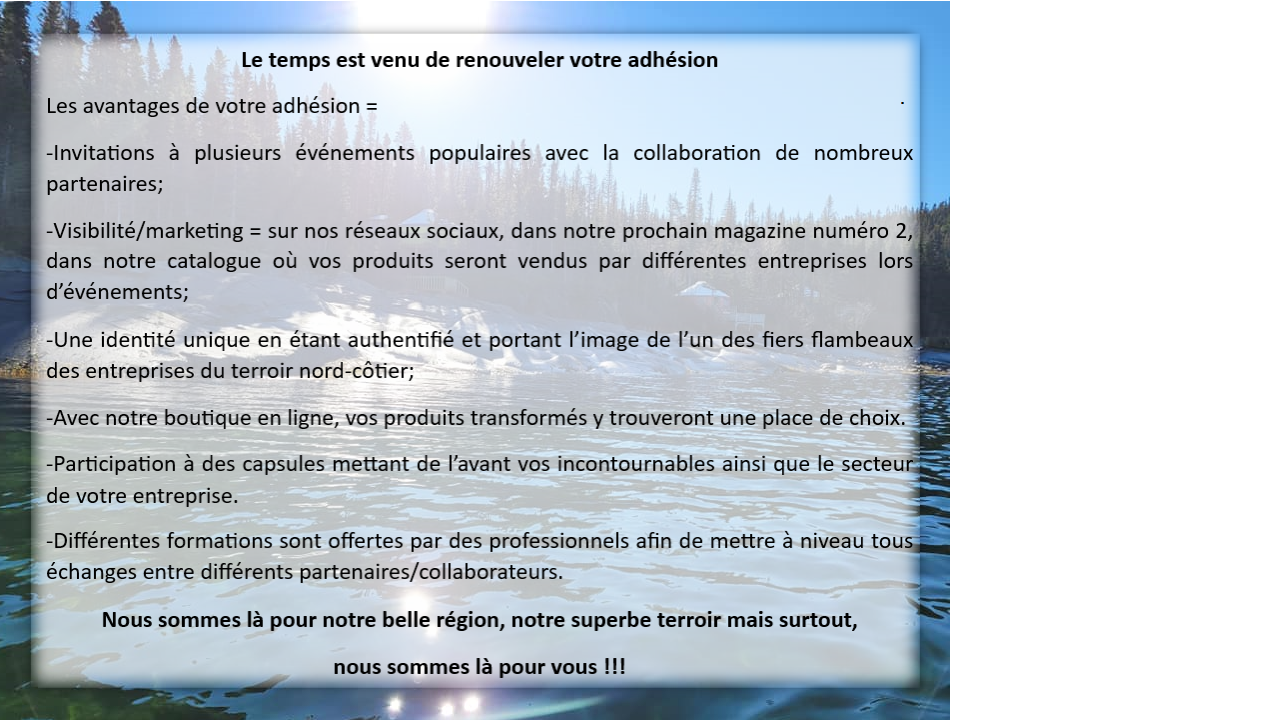 Le temps est venu de renouveler votre adhésion
Les avantages de votre adhésion =
.
-Invitations à plusieurs événements populaires avec la collaboration de nombreux
partenaires;
-Visibilité/marketing = sur nos réseaux sociaux, dans notre prochain magazine numéro 2,
dans notre catalogue où vos produits seront vendus par différentes entreprises lors
d’événements;
-Une identité unique en étant authentifié et portant l’image de l’un des fiers flambeaux
des entreprises du terroir nord-côtier;
-Avec notre boutique en ligne, vos produits transformés y trouveront une place de choix.
-Participation à des capsules mettant de l’avant vos incontournables ainsi que le secteur
de votre entreprise.
-Différentes formations sont offertes par des professionnels afin de mettre à niveau tous
échanges entre différents partenaires/collaborateurs.
Nous sommes là pour notre belle région, notre superbe terroir mais surtout,
nous sommes là pour vous !!!